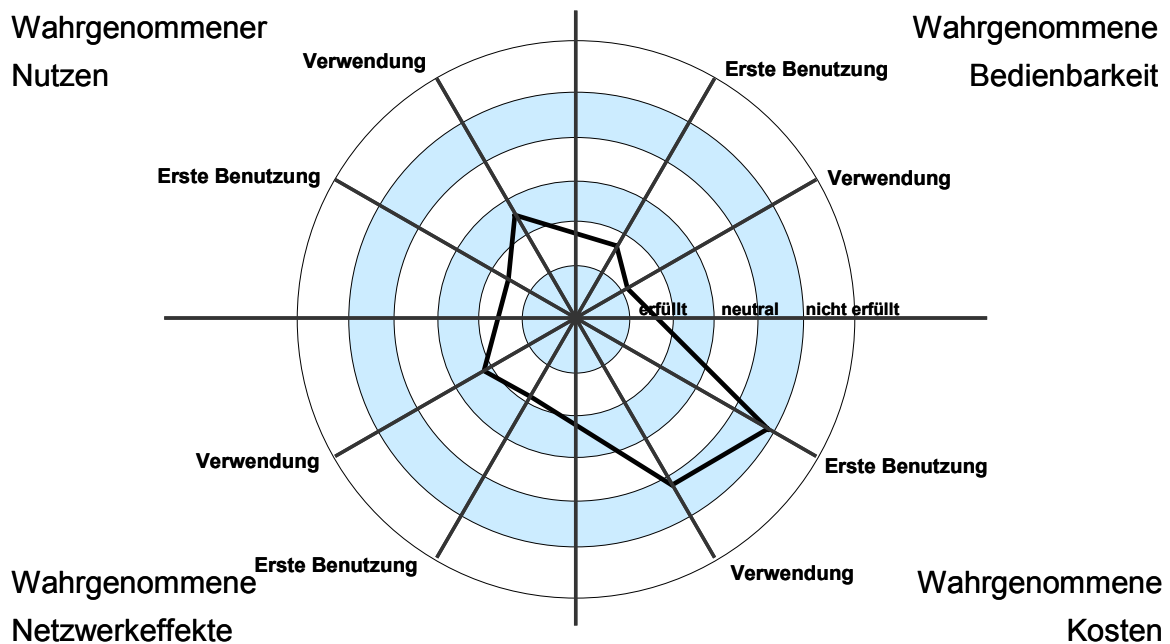 Wahrgenommener
Nutzen
Wahrgenommene
Bedienbarkeit
Verwendung
Erste Benutzung
Erste Benutzung
Verwendung
erfüllt
neutral
nicht erfüllt
Verwendung
Erste Benutzung
Erste Benutzung
Verwendung
Wahrgenommene
Netzwerkeffekte
Wahrgenommene
Kosten